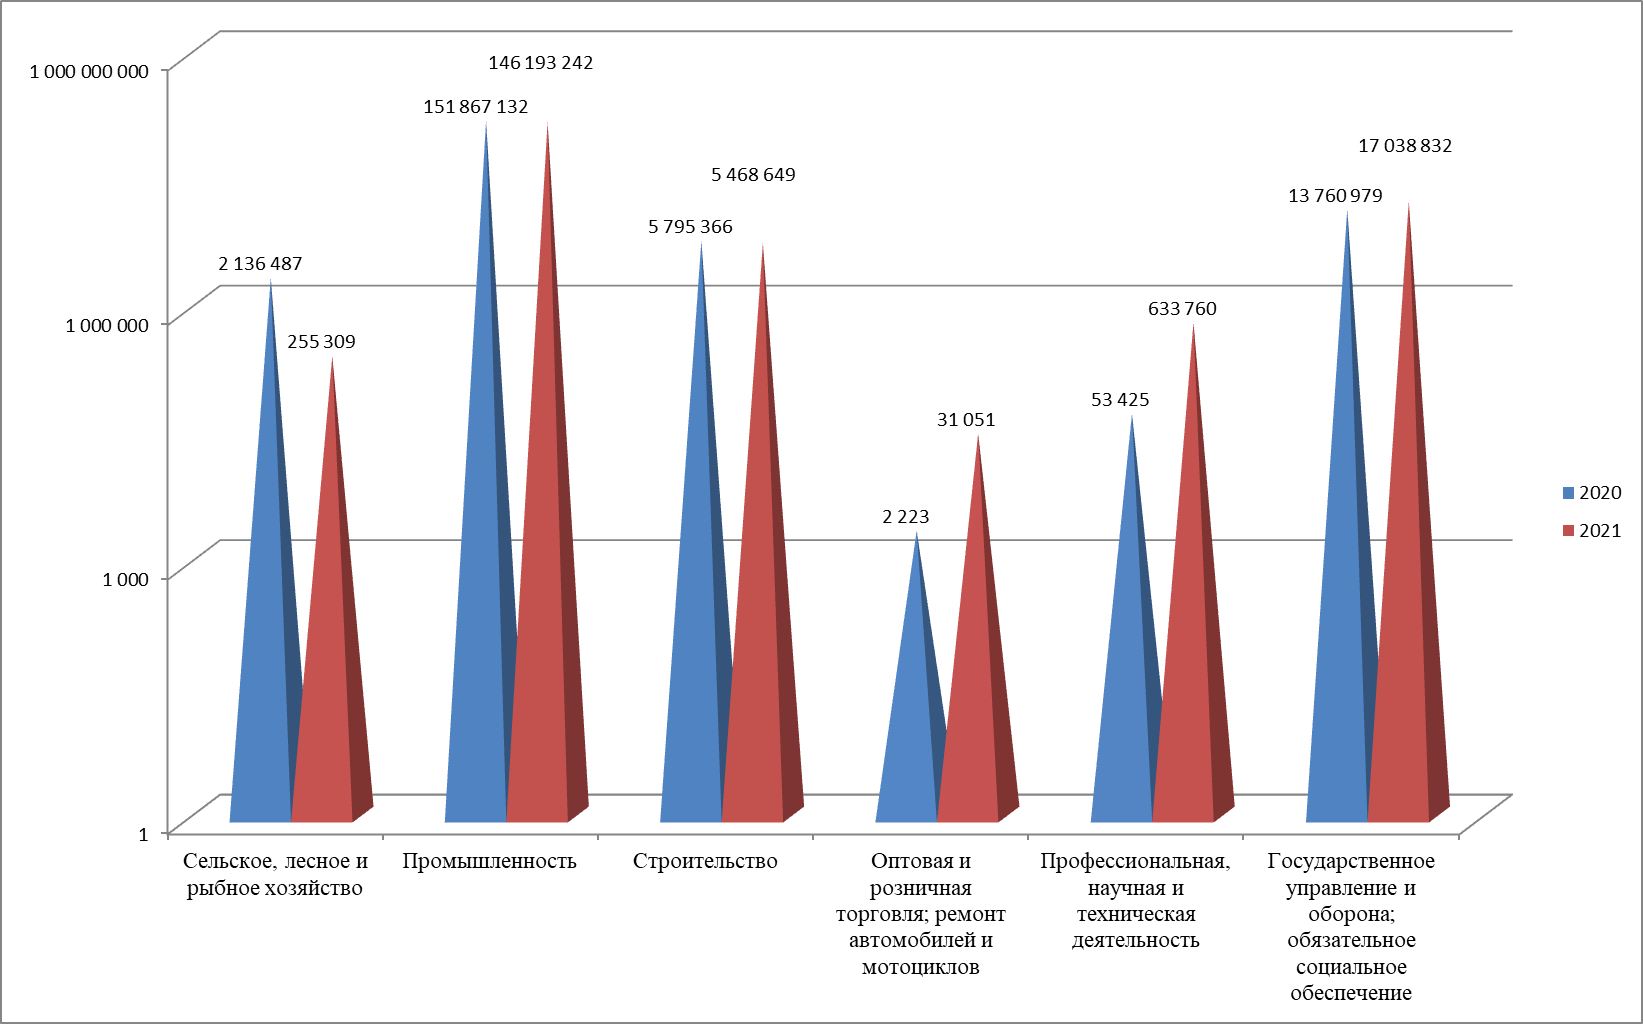 1 000 000 000
1 000 000
1 000
1
2 136 487
255 309
151 867 132
146 193 242
5 795 366
5 468 649
2 223
31 051
53 425
633 760
13 760 979
17 038 832
Сельское, лесное и
рыбное хозяйство
Промышленность
Строительство
Оптовая и
розничная
торговля; ремонт
автомобилей и
мотоциклов
Профессиональная,
научная и
техническая
деятельность
Государственное
управление и
оборона;
обязательное
социальное
обеспечение
2020
2021